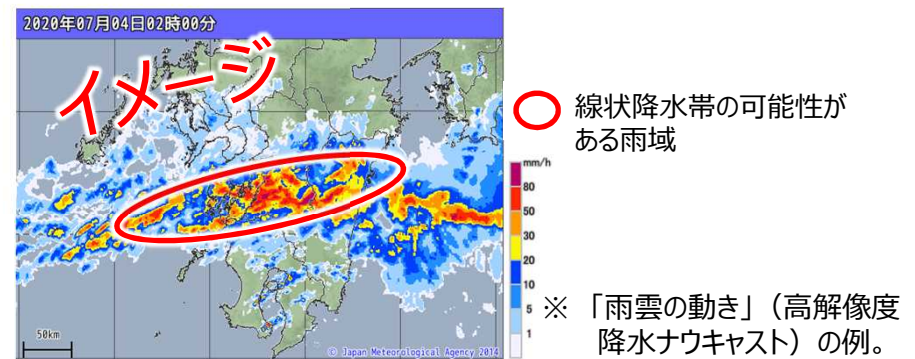 2020年07月04日02時00分
イメージ
線状降水帯の可能性が
ある雨域
mm/h
80
50
30
20
10
5
1
50km
© Japan Meteorological Agency 2014
※ 「雨雲の動き」(高解像度
降水ナウキャスト)の例。